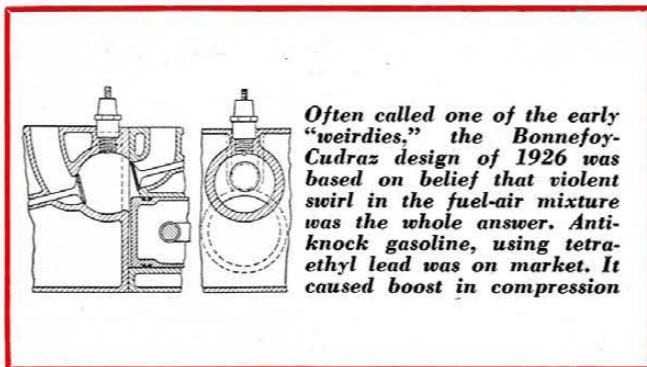 Often called one of the early
“weirdies,” the Bonnefoy-
Cudraz design of 1926 was
based on belief that violent
swirl in the fuel-air mixture
was the whole answer. Anti-
knock gasoline, using tetra-
ethyl lead was on market. It
caused boost in compression